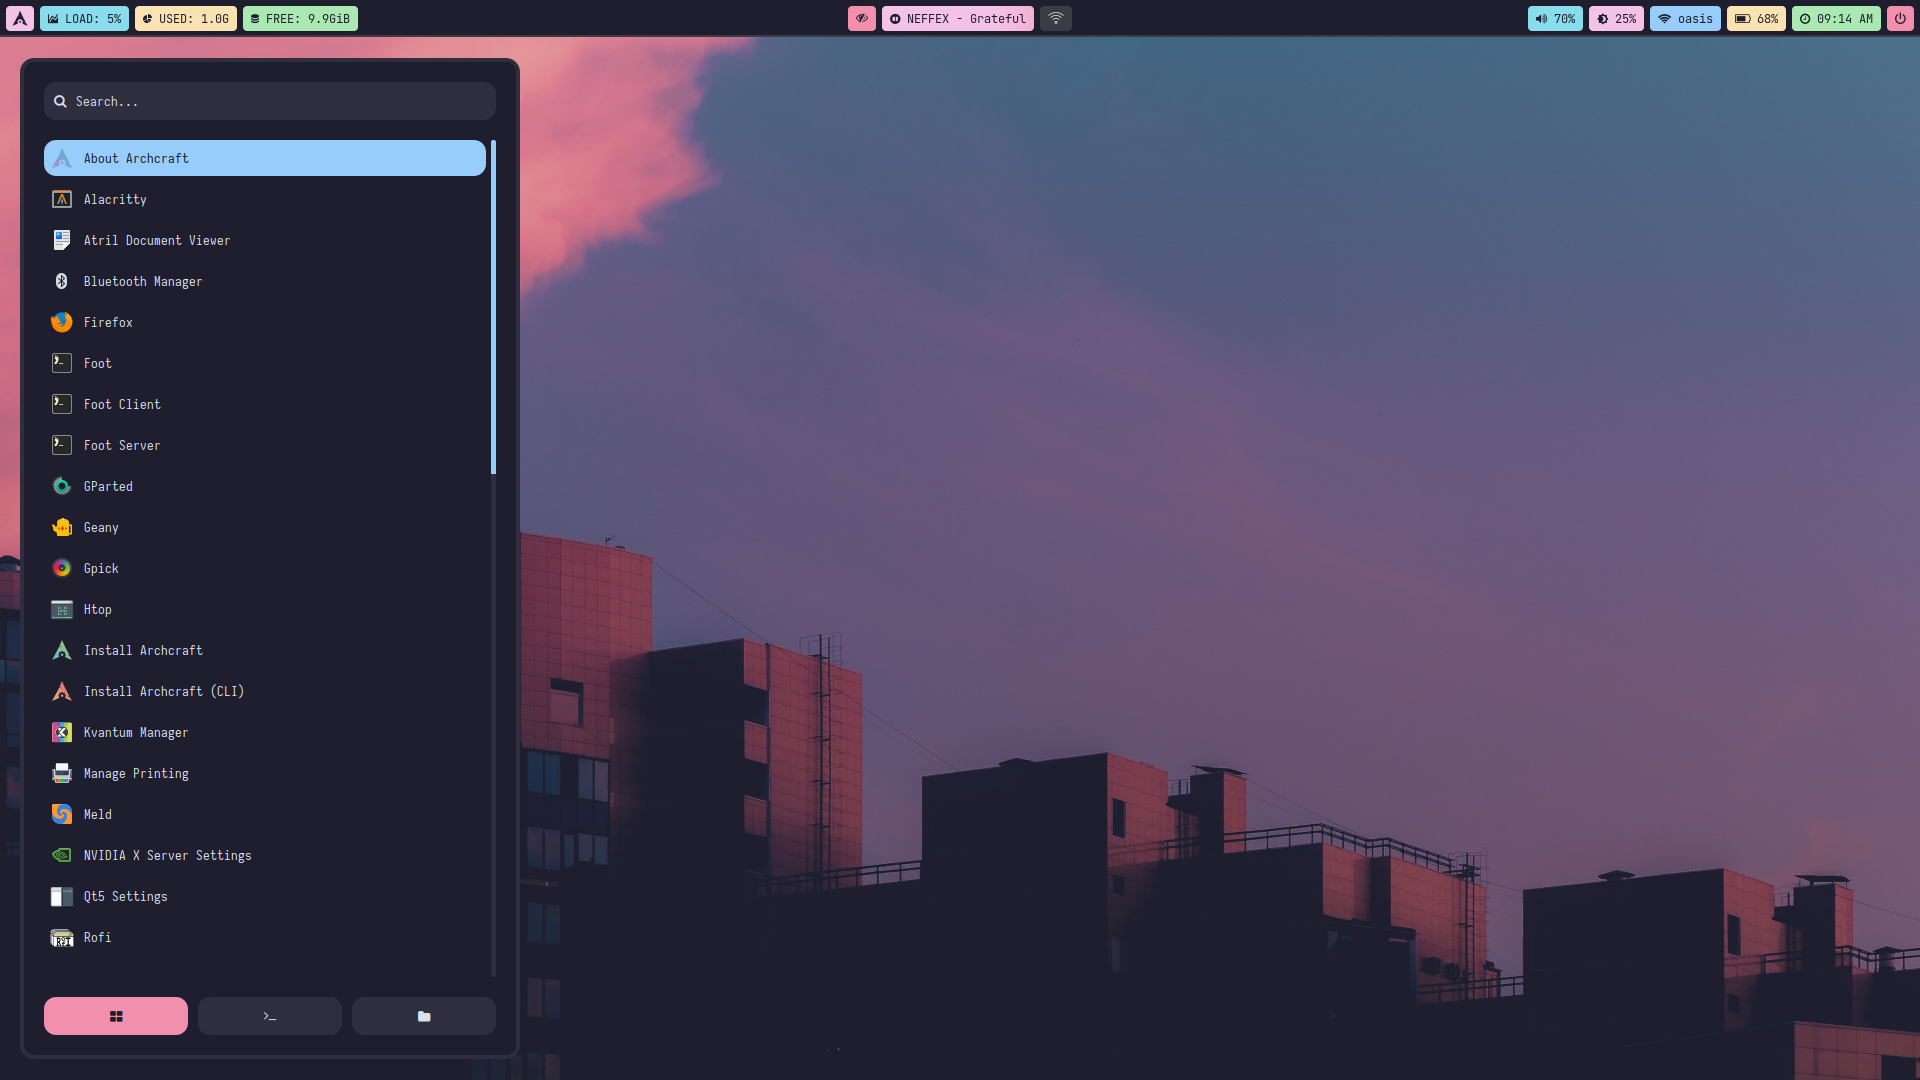 LOAD: 5%
USED: 1.0G
FREE: 9.9GiB
NEFFEX - Grateful
70%
25%
oasis
68%
09:14 AM
Search...
About Archcraft
Alacritty
Atril Document Viewer
Bluetooth Manager
Firefox
Foot
Foot Client
Foot Server
GParted
Geany
Gpick
Htop
Install Archcraft
Install Archcraft (CLI)
Kvantum Manager
Manage Printing
Meld
NVIDIA X Server Settings
Qt5 Settings
Rofi